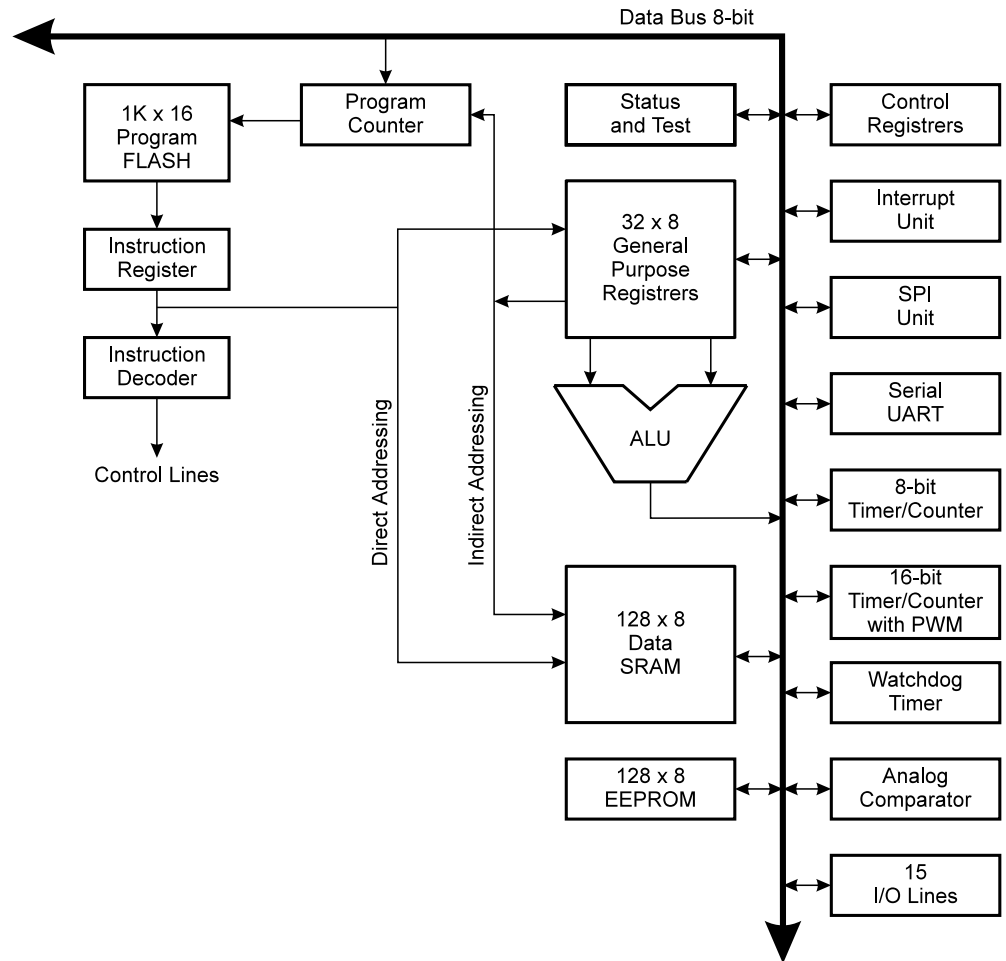 Data Bus 8-bit
1K x 16
Program
FLASH
Program
Counter
Status
and Test
Control
Registrers
Instruction
Register
32 x 8
General
Purpose
Registrers
Interrupt
Unit
SPI
Unit
Instruction
Decoder
Control Lines
Direct Addressing
Indirect Addressing
ALU
Serial
UART
8-bit
Timer/Counter
128 x 8
Data
SRAM
16-bit
Timer/Counter
with PWM
Watchdog
Timer
128 x 8
EEPROM
Analog
Comparator
15
I/O Lines